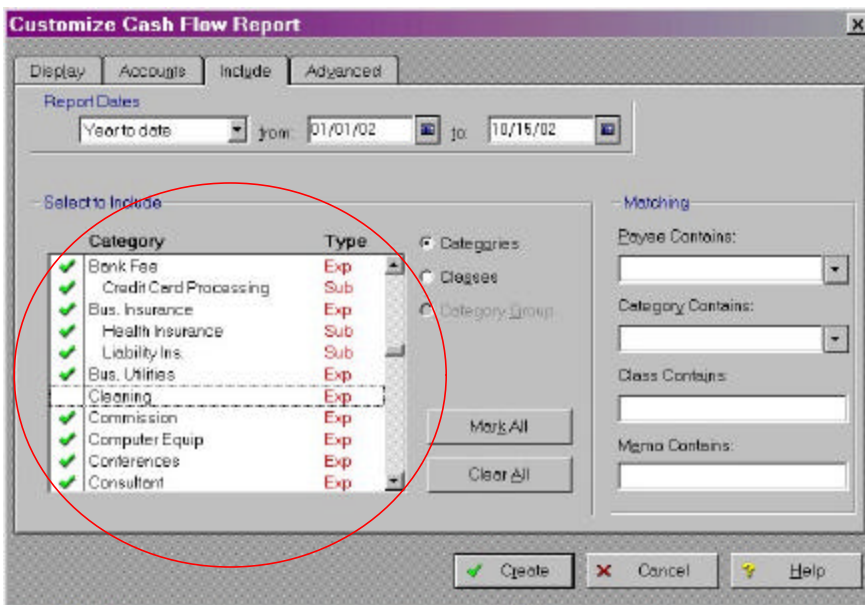 Customize Cash Flow Report
Display Accounts Include Advanced
Report Dates
Year to date from: 01/01/02 to: 10/15/02
Select to Include
Category Type
Bank Fee Exp
Credit Card Processing Sub
Bus. Insurance Exp
Health Insurance Sub
Liability Ins. Sub
Bus. Utilities Exp
Cleaning Exp
Commission Exp
Computer Equip Exp
Conferences Exp
Consultant Exp
Categories
Classes
Category Group
Mark All
Clear All
Matching
Payee Contains:
Category Contains:
Class Contains:
Memo Contains:
Create Cancel Help